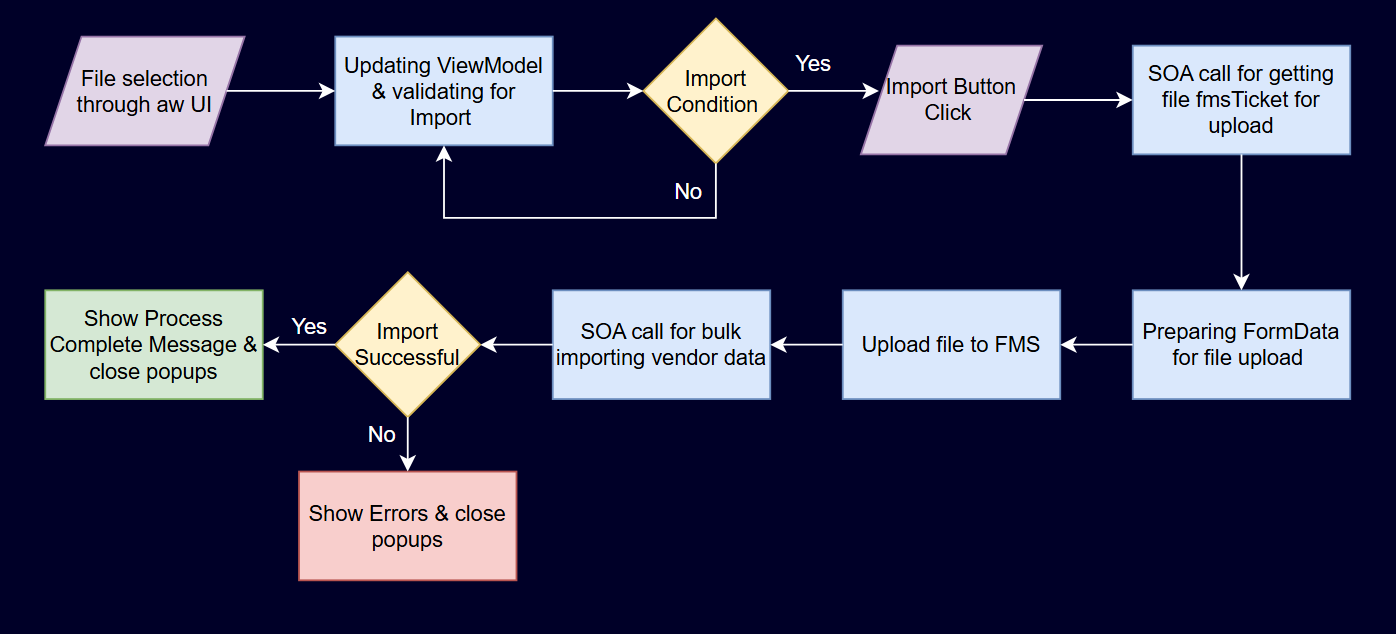 File selection
through aw UI
Updating ViewModel
& validating for
Import
Import
Condition
Yes
No
Import Button
Click
SOA call for getting
file fmsTicket for
upload
Preparing FormData
for file upload
Upload file to FMS
SOA call for bulk
importing vendor data
Import
Successful
Yes
Show Process
Complete Message &
close popups
No
Show Errors & close
popups